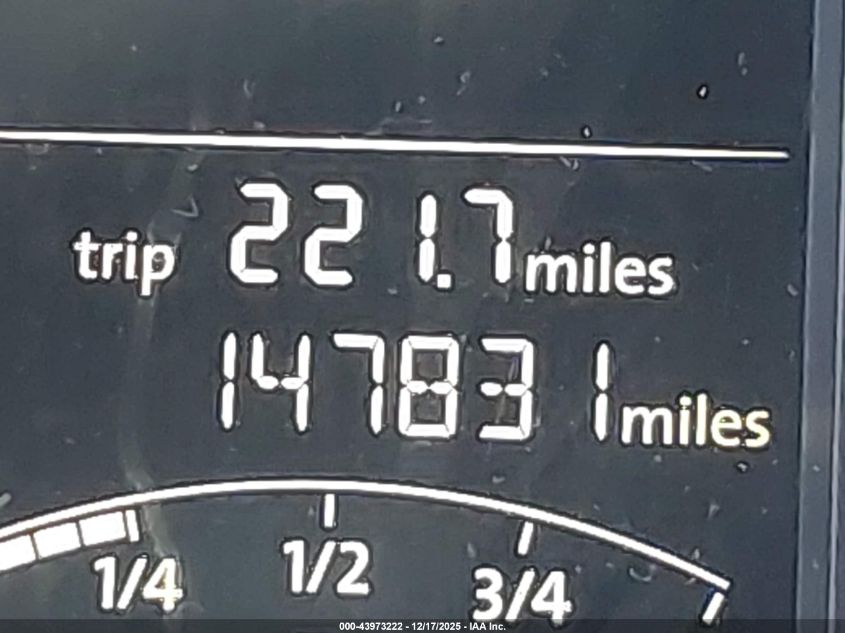 trip 221.7 miles
147831 miles
1/4 1/2 3/4
000-43973222 - 12/17/2025 - IAA Inc.